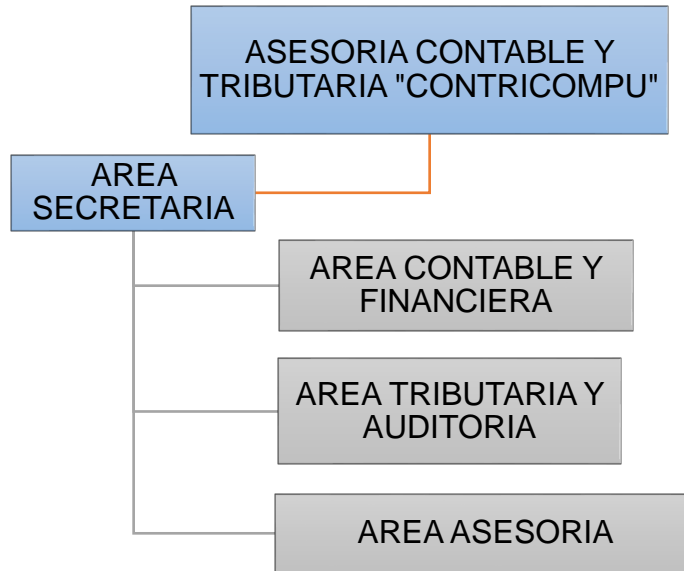 ASESORIA CONTABLE Y
TRIBUTARIA "CONTRICOMPU"
AREA
SECRETARIA
AREA CONTABLE Y
FINANCIERA
AREA TRIBUTARIA Y
AUDITORIA
AREA ASESORIA